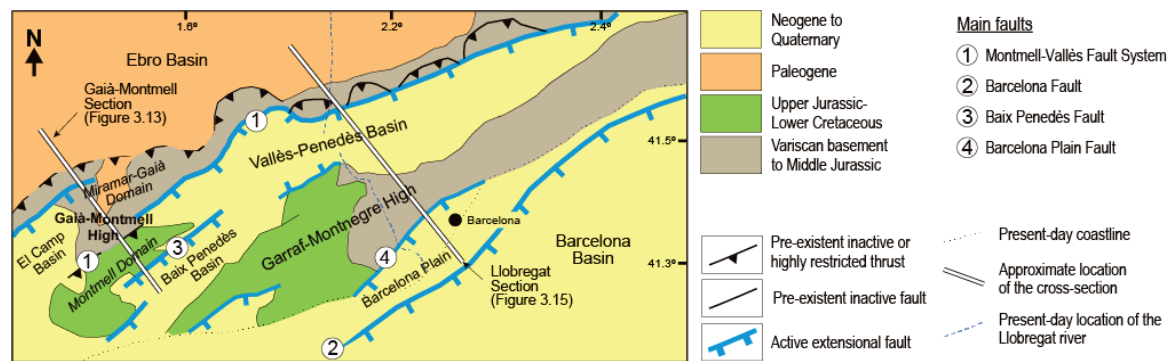 1.6º
2.2º
2.4º
N
Ebro Basin
Gaià-Montmell
Section
(Figure 3.13)
1
Vallès-Penedès Basin
41.5º
Miramar-Gaià
Domain
Gaià-Montmell
High
El Camp
Basin
1
Montmell Domain
3
Baix Penedès
Basin
Garraf-Montnegre High
Barcelona
4
Barcelona Plain
Barcelona
Basin
41.3º
Llobregat
Section
(Figure 3.15)
2
Neogene to
Quaternary
Paleogene
Upper Jurassic-
Lower Cretaceous
Variscan basement
to Middle Jurassic
Main faults
1 Montmell-Vallès Fault System
2 Barcelona Fault
3 Baix Penedès Fault
4 Barcelona Plain Fault
Pre-existent inactive or
highly restricted thrust
Pre-existent inactive fault
Active extensional fault
Present-day coastline
Approximate location
of the cross-section
Present-day location of the
Llobregat river